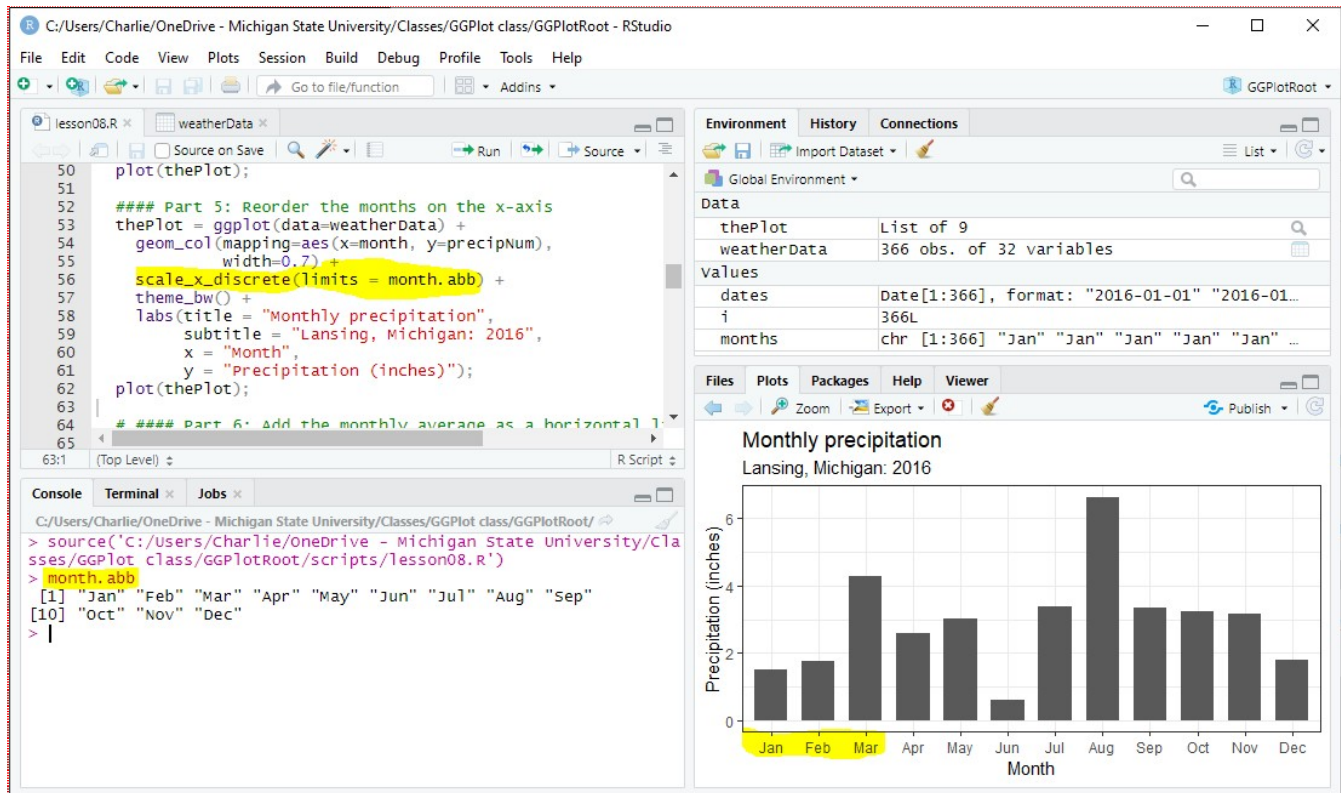 C:/Users/Charlie/OneDrive - Michigan State University/Classes/GGPlot class/GGPlotRoot - RStudio
File Edit Code View Plots Session Build Debug Profile Tools Help
Go to file/function Addins GGPlotRoot
lesson08.R weatherData
Source on Save Run Source
50 plot(thePlot);
51
52 #### Part 5: Reorder the months on the x-axis
53 thePlot = ggplot(data=weatherData) +
54 geom_col(mapping=aes(x=month, y=precipNum),
55 width=0.7) +
56 scale_x_discrete(limits = month.abb) +
57 theme_bw() +
58 labs(title = "Monthly precipitation",
59 subtitle = "Lansing, Michigan: 2016",
60 x = "Month",
61 y = "Precipitation (inches)");
62 plot(thePlot);
63
64 # #### Part 6: Add the monthly average as a horizontal
65
63:1 (Top Level) R Script
Console Terminal Jobs
C:/Users/Charlie/OneDrive - Michigan State University/Classes/GGPlot class/GGPlotRoot/
> source('C:/Users/Charlie/OneDrive - Michigan State University/Cla
sses/GGPlot class/GGPlotRoot/scripts/lesson08.R')
> month.abb
[1] "Jan" "Feb" "Mar" "Apr" "May" "Jun" "Jul" "Aug" "Sep"
[10] "Oct" "Nov" "Dec"
>
Environment History Connections
Import Dataset List
Global Environment
Data
thePlot List of 9
weatherData 366 obs. of 32 variables
Values
dates Date[1:366], format: "2016-01-01" "2016-01…
i 366L
months chr [1:366] "Jan" "Jan" "Jan" "Jan" "Jan" …
Files Plots Packages Help Viewer
Zoom Export Publish
Monthly precipitation
Lansing, Michigan: 2016
Precipitation (inches)
6
4
2
0
Jan Feb Mar Apr May Jun Jul Aug Sep Oct Nov Dec
Month